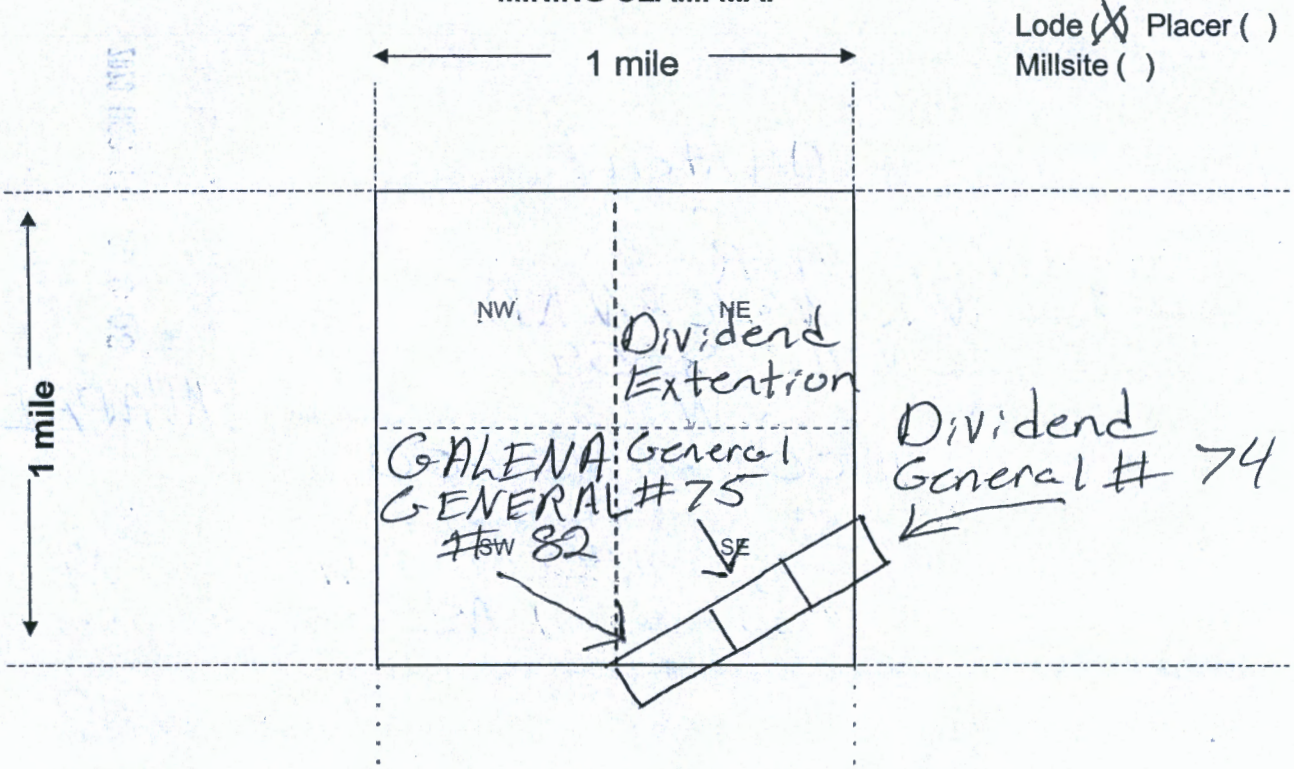 Lode (X) Placer ( )
Millsite ( )
1 mile
1 mile
NW
NE
Dividend
Extention
GALENA
GENERAL
# 82
SW
General
# 75
SE
Dividend
General # 74